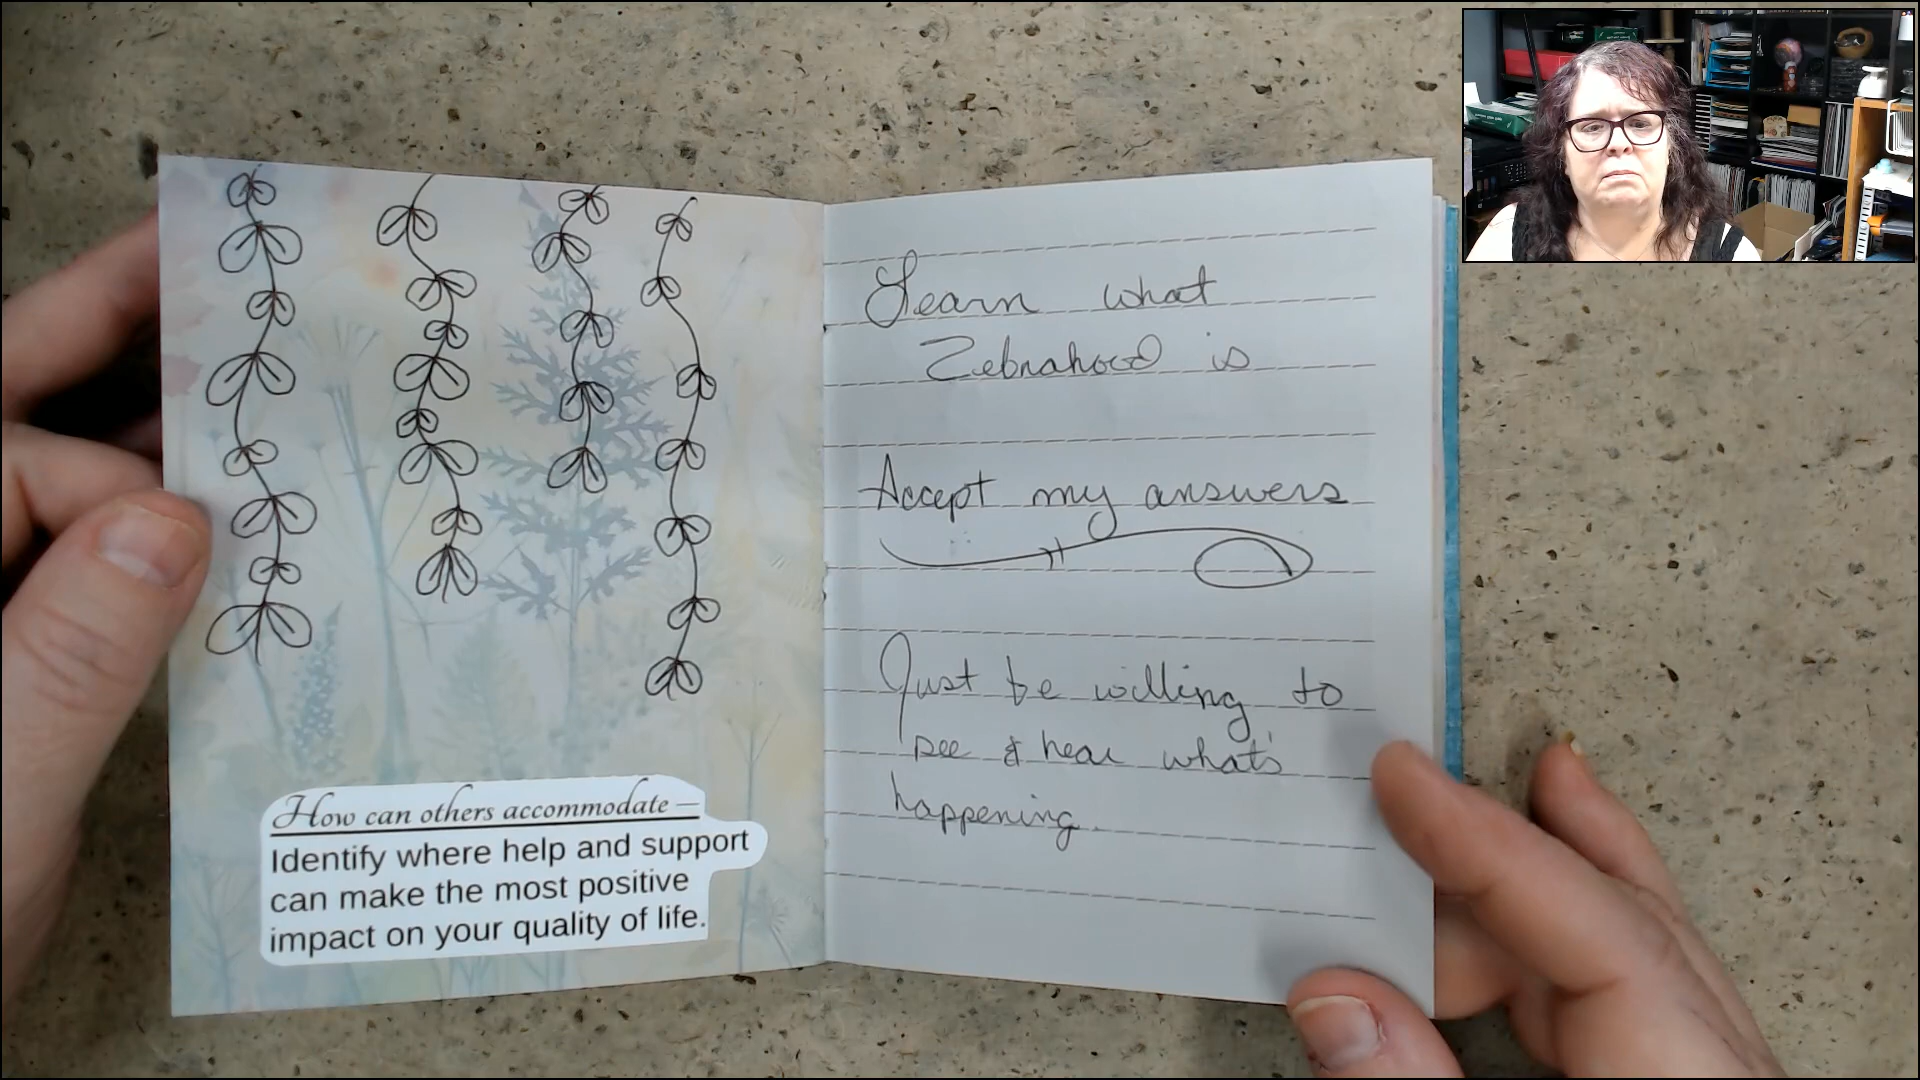 How can others accommodate —
Identify where help and support
can make the most positive
impact on your quality of life.
Learn what
Zebrahood is
Accept my answers
Just be willing to
see & hear what's
happening.